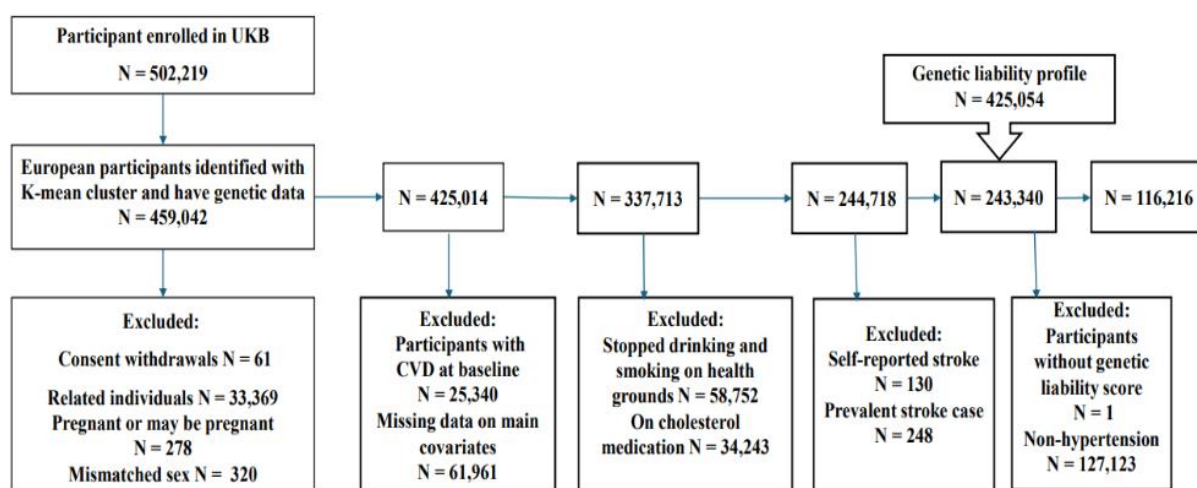 Participant enrolled in UKB
N = 502,219
European participants identified with
K-mean cluster and have genetic data
N = 459,042
Excluded:
Consent withdrawals N = 61
Related individuals N = 33,369
Pregnant or may be pregnant
N = 278
Mismatched sex N = 320
N = 425,014
Excluded:
Participants with
CVD at baseline
N = 25,340
Missing data on main
covariates
N = 61,961
N = 337,713
Excluded:
Stopped drinking and
smoking on health
grounds N = 58,752
On cholesterol
medication N = 34,243
N = 244,718
Excluded:
Self-reported stroke
N = 130
Prevalent stroke case
N = 248
Genetic liability profile
N = 425,054
N = 243,340
Excluded:
Participants
without genetic
liability score
N = 1
Non-hypertension
N = 127,123
N = 116,216